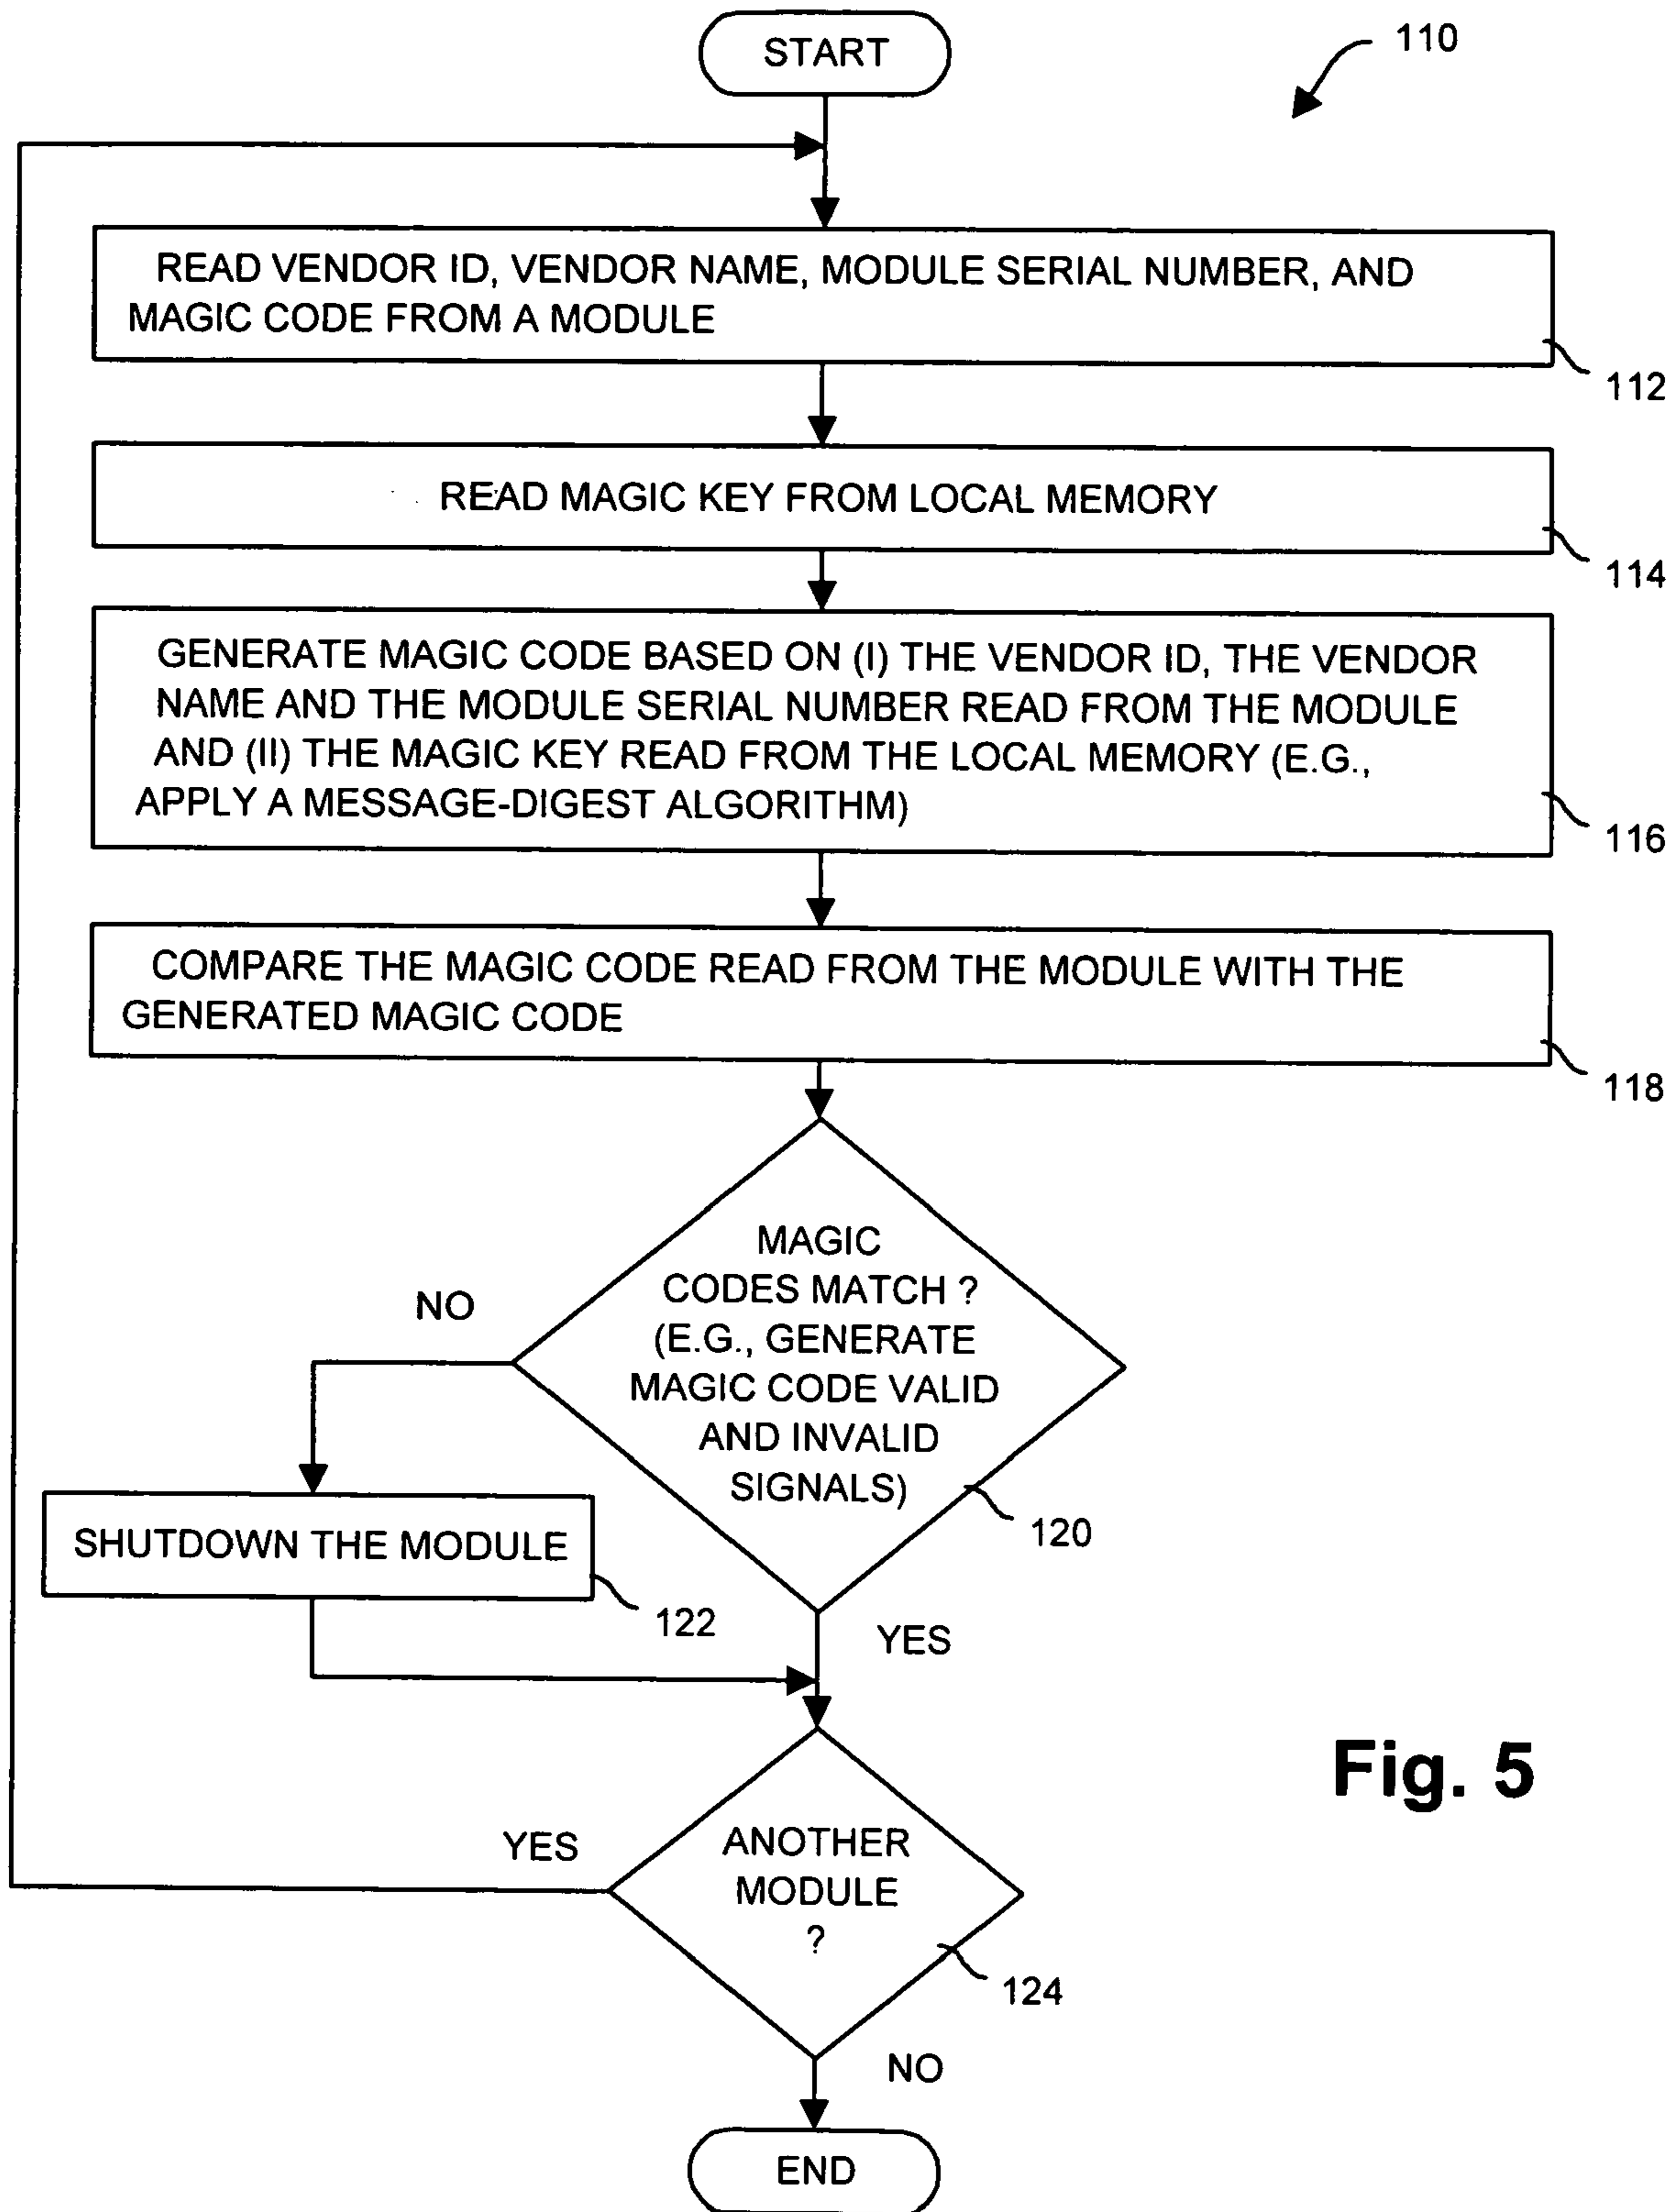 START
110
READ VENDOR ID, VENDOR NAME, MODULE SERIAL NUMBER, AND
MAGIC CODE FROM A MODULE
112
READ MAGIC KEY FROM LOCAL MEMORY
114
GENERATE MAGIC CODE BASED ON (I) THE VENDOR ID, THE VENDOR
NAME AND THE MODULE SERIAL NUMBER READ FROM THE MODULE
AND (II) THE MAGIC KEY READ FROM THE LOCAL MEMORY (E.G.,
APPLY A MESSAGE-DIGEST ALGORITHM)
116
COMPARE THE MAGIC CODE READ FROM THE MODULE WITH THE
GENERATED MAGIC CODE
118
MAGIC
CODES MATCH ?
(E.G., GENERATE
MAGIC CODE VALID
AND INVALID
SIGNALS)
NO
120
SHUTDOWN THE MODULE
122
YES
Fig. 5
YES
ANOTHER
MODULE
?
124
NO
END